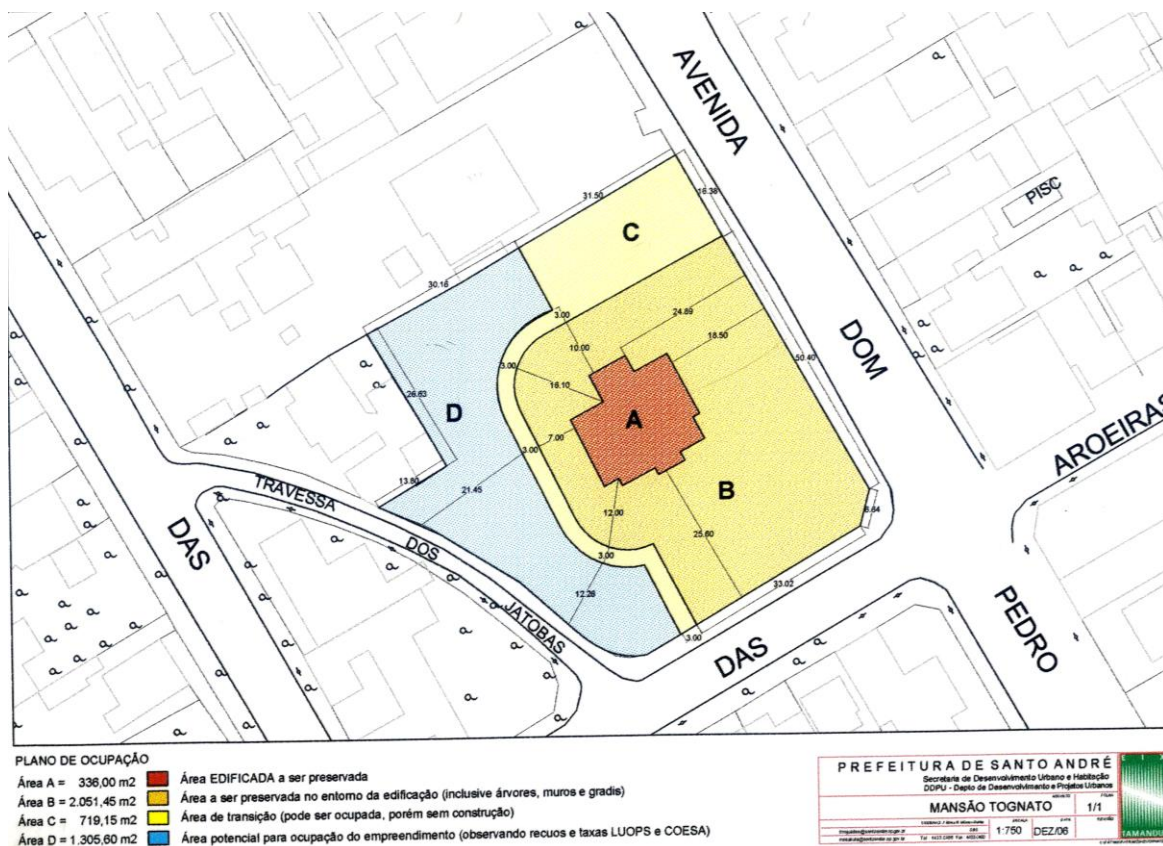 AVENIDA
DOM
PEDRO
PISC
AROEIRAS
DAS
DAS
TRAVESSA
DOS
JATOBAS
C
D
A
B
31.50
16.38
30.16
3.00
24.89
18.50
10.00
3.00
16.10
50.40
26.63
7.00
3.00
13.80
21.45
12.00
25.60
8.64
3.00
33.02
12.28
3.00
PLANO DE OCUPAÇÃO
Área A = 336,00 m2 Área EDIFICADA a ser preservada
Área B = 2.051,45 m2 Área a ser preservada no entorno da edificação (inclusive árvores, muros e gradis)
Área C = 719,15 m2 Área de transição (pode ser ocupada, porém sem construção)
Área D = 1.305,60 m2 Área potencial para ocupação do empreendimento (observando recuos e taxas LUOPS e COESA)
PREFEITURA DE SANTO ANDRÉ
Secretaria de Desenvolvimento Urbano e Habitação
DDPU - Depto de Desenvolvimento e Projetos Urbanos
MANSÃO TOGNATO
1/1
1:750
DEZ/06